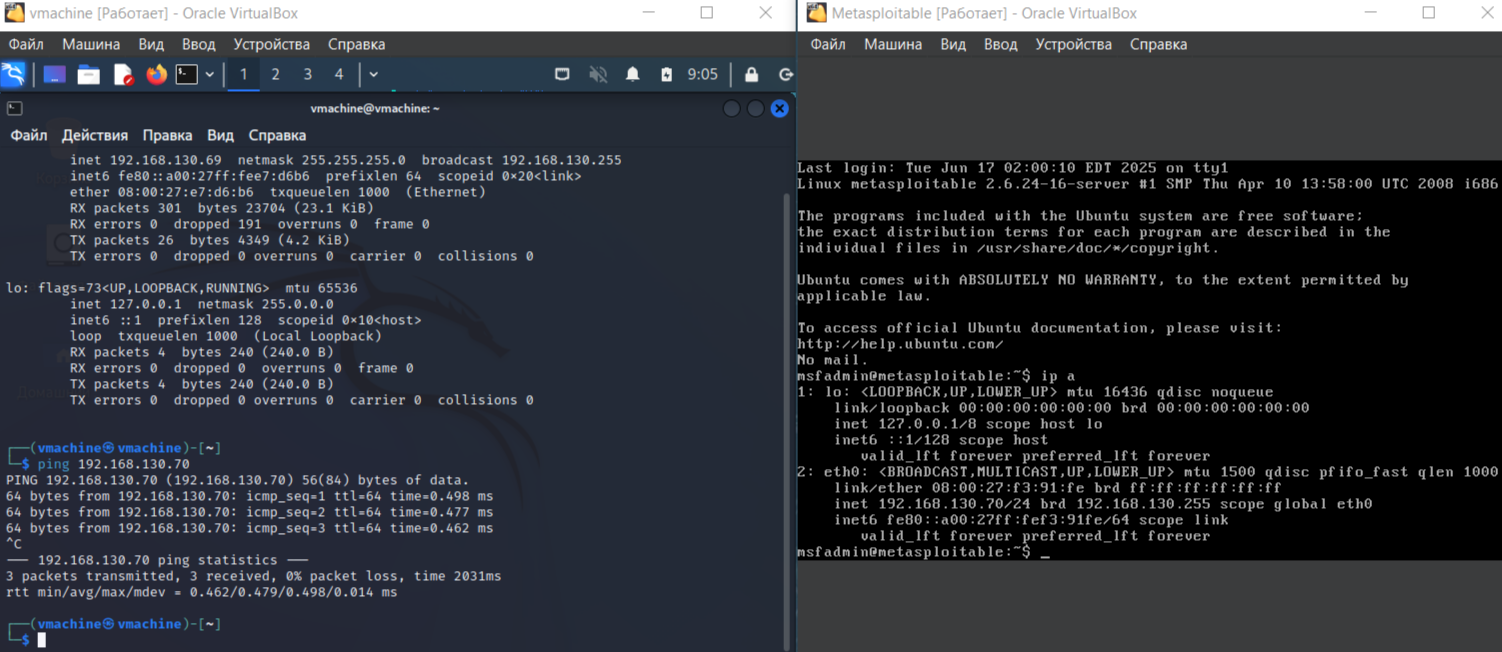 vmachine [Работает] - Oracle VirtualBox
Файл Машина Вид Ввод Устройства Справка
1 2 3 4 9:05
vmachine@vmachine: ~
Файл Действия Правка Вид Справка
inet 192.168.130.69 netmask 255.255.255.0 broadcast 192.168.130.255
inet6 fe80::a00:27ff:fee7:d6b6 prefixlen 64 scopeid 0×20<link>
ether 08:00:27:e7:d6:b6 txqueuelen 1000 (Ethernet)
RX packets 301 bytes 23704 (23.1 KiB)
RX errors 0 dropped 191 overruns 0 frame 0
TX packets 26 bytes 4349 (4.2 KiB)
TX errors 0 dropped 0 overruns 0 carrier 0 collisions 0
lo: flags=73<UP,LOOPBACK,RUNNING> mtu 65536
inet 127.0.0.1 netmask 255.0.0.0
inet6 ::1 prefixlen 128 scopeid 0×10<host>
loop txqueuelen 1000 (Local Loopback)
RX packets 4 bytes 240 (240.0 B)
RX errors 0 dropped 0 overruns 0 frame 0
TX packets 4 bytes 240 (240.0 B)
TX errors 0 dropped 0 overruns 0 carrier 0 collisions 0
┌──(vmachine㉿vmachine)-[~]
└─$ ping 192.168.130.70
PING 192.168.130.70 (192.168.130.70) 56(84) bytes of data.
64 bytes from 192.168.130.70: icmp_seq=1 ttl=64 time=0.498 ms
64 bytes from 192.168.130.70: icmp_seq=2 ttl=64 time=0.477 ms
64 bytes from 192.168.130.70: icmp_seq=3 ttl=64 time=0.462 ms
^C
--- 192.168.130.70 ping statistics ---
3 packets transmitted, 3 received, 0% packet loss, time 2031ms
rtt min/avg/max/mdev = 0.462/0.479/0.498/0.014 ms
┌──(vmachine㉿vmachine)-[~]
└─$
Metasploitable [Работает] - Oracle VirtualBox
Файл Машина Вид Ввод Устройства Справка
Last login: Tue Jun 17 02:00:10 EDT 2025 on tty1
Linux metasploitable 2.6.24-16-server #1 SMP Thu Apr 10 13:58:00 UTC 2008 i686
The programs included with the Ubuntu system are free software;
the exact distribution terms for each program are described in the
individual files in /usr/share/doc/*/copyright.
Ubuntu comes with ABSOLUTELY NO WARRANTY, to the extent permitted by
applicable law.
To access official Ubuntu documentation, please visit:
http://help.ubuntu.com/
No mail.
msfadmin@metasploitable:~$ ip a
1: lo: <LOOPBACK,UP,LOWER_UP> mtu 16436 qdisc noqueue
link/loopback 00:00:00:00:00:00 brd 00:00:00:00:00:00
inet 127.0.0.1/8 scope host lo
inet6 ::1/128 scope host
valid_lft forever preferred_lft forever
2: eth0: <BROADCAST,MULTICAST,UP,LOWER_UP> mtu 1500 qdisc pfifo_fast qlen 1000
link/ether 08:00:27:f3:91:fe brd ff:ff:ff:ff:ff:ff
inet 192.168.130.70/24 brd 192.168.130.255 scope global eth0
inet6 fe80::a00:27ff:fef3:91fe/64 scope link
valid_lft forever preferred_lft forever
msfadmin@metasploitable:~$ _